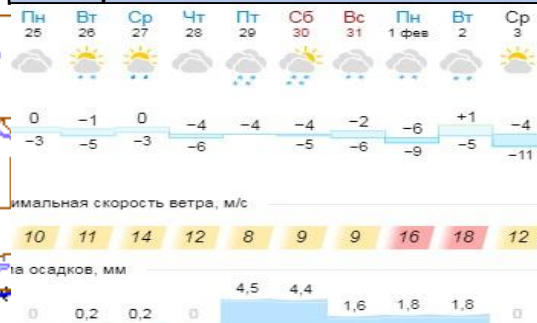 Пн Вт Ср Чт Пт Сб Вс Пн Вт Ср
25 26 27 28 29 30 31 1 фев 2 3
0 −1 0 −4 −4 −4 −2 −6 +1 −4
−3 −5 −3 −6 −5 −6 −9 −5 −11
имальная скорость ветра, м/с
10 11 14 12 8 9 9 16 18 12
а осадков, мм
0 0,2 0,2 0 4,5 4,4 1,6 1,8 1,8 0